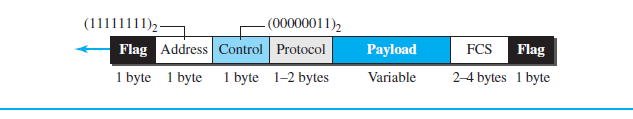 (11111111)₂ (00000011)₂
Flag Address Control Protocol Payload FCS Flag
1 byte 1 byte 1 byte 1–2 bytes Variable 2–4 bytes 1 byte